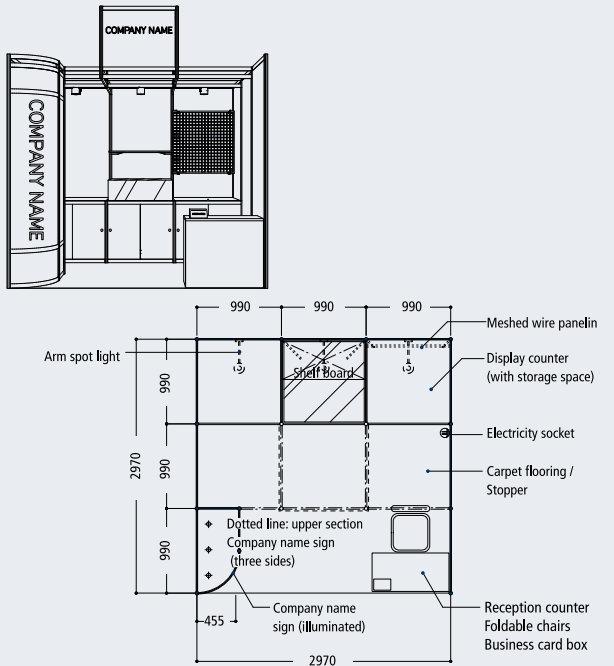 COMPANY NAME
COMPANY NAME
990
990
990
Meshed wire panelin
Arm spot light
Shelf board
Display counter
(with storage space)
990
2970
990
990
Electricity socket
Carpet flooring /
Stopper
Dotted line: upper section
Company name sign
(three sides)
455
Company name
sign (illuminated)
Reception counter
Foldable chairs
Business card box
2970